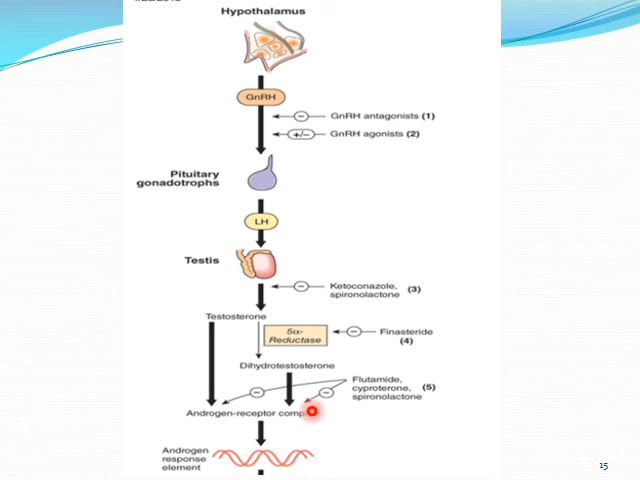 Hypothalamus
GnRH
− GnRH antagonists (1)
+/− GnRH agonists (2)
Pituitary
gonadotrophs
LH
Testis
− Ketoconazole,
spironolactone (3)
Testosterone
5α-
Reductase
− Finasteride
(4)
Dihydrotestosterone
− − Flutamide,
cyproterone, (5)
spironolactone
Androgen-receptor
Androgen
response
element
15